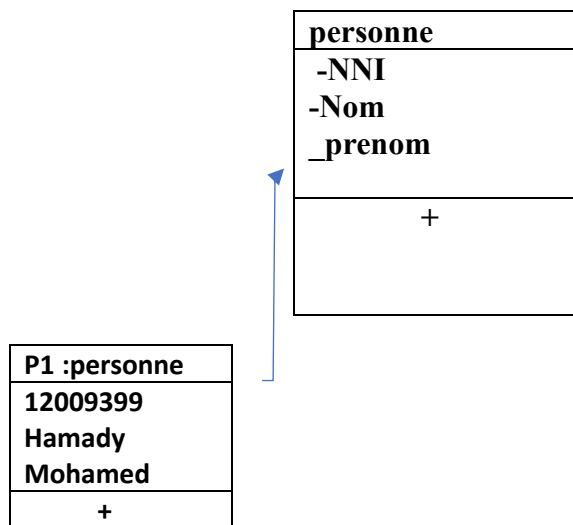 personne
-NNI
-Nom
_prenom
+
P1 :personne
12009399
Hamady
Mohamed
+